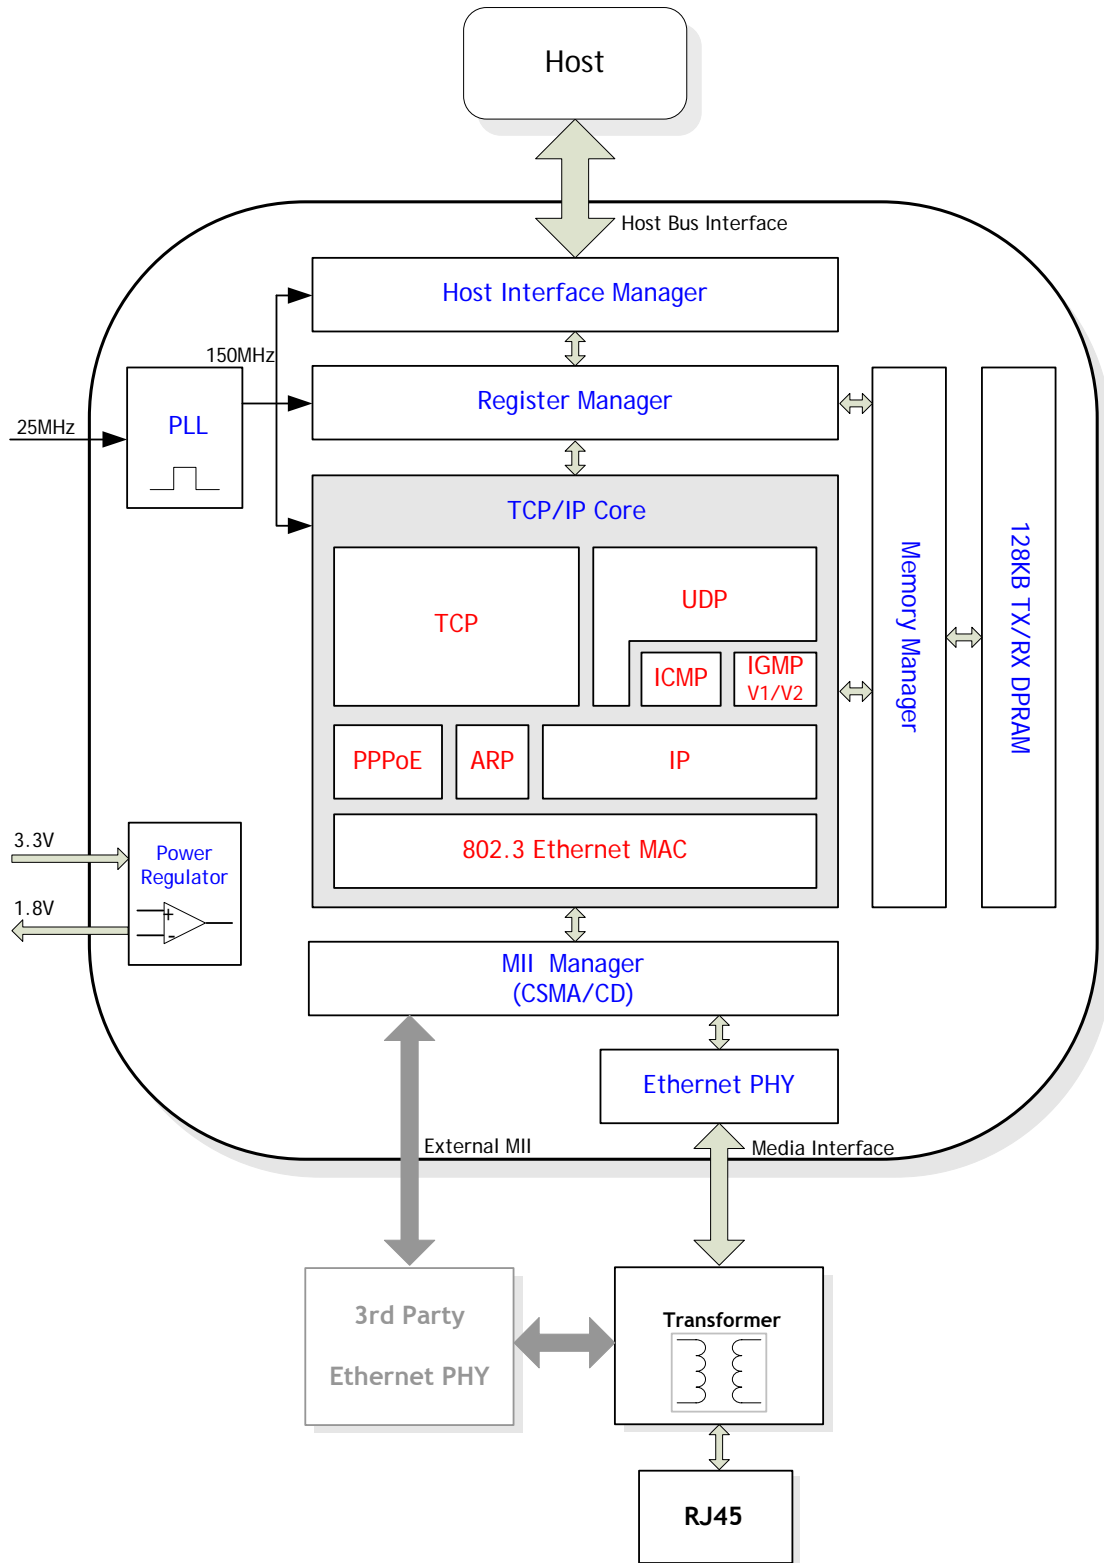 Host
Host Bus Interface
Host Interface Manager
150MHz
Register Manager
25MHz
PLL
TCP/IP Core
TCP
UDP
ICMP
IGMP
V1/V2
PPPoE
ARP
IP
802.3 Ethernet MAC
Memory Manager
128KB TX/RX DPRAM
3.3V
1.8V
Power
Regulator
MII Manager
(CSMA/CD)
Ethernet PHY
External MII
Media Interface
3rd Party
Ethernet PHY
Transformer
RJ45